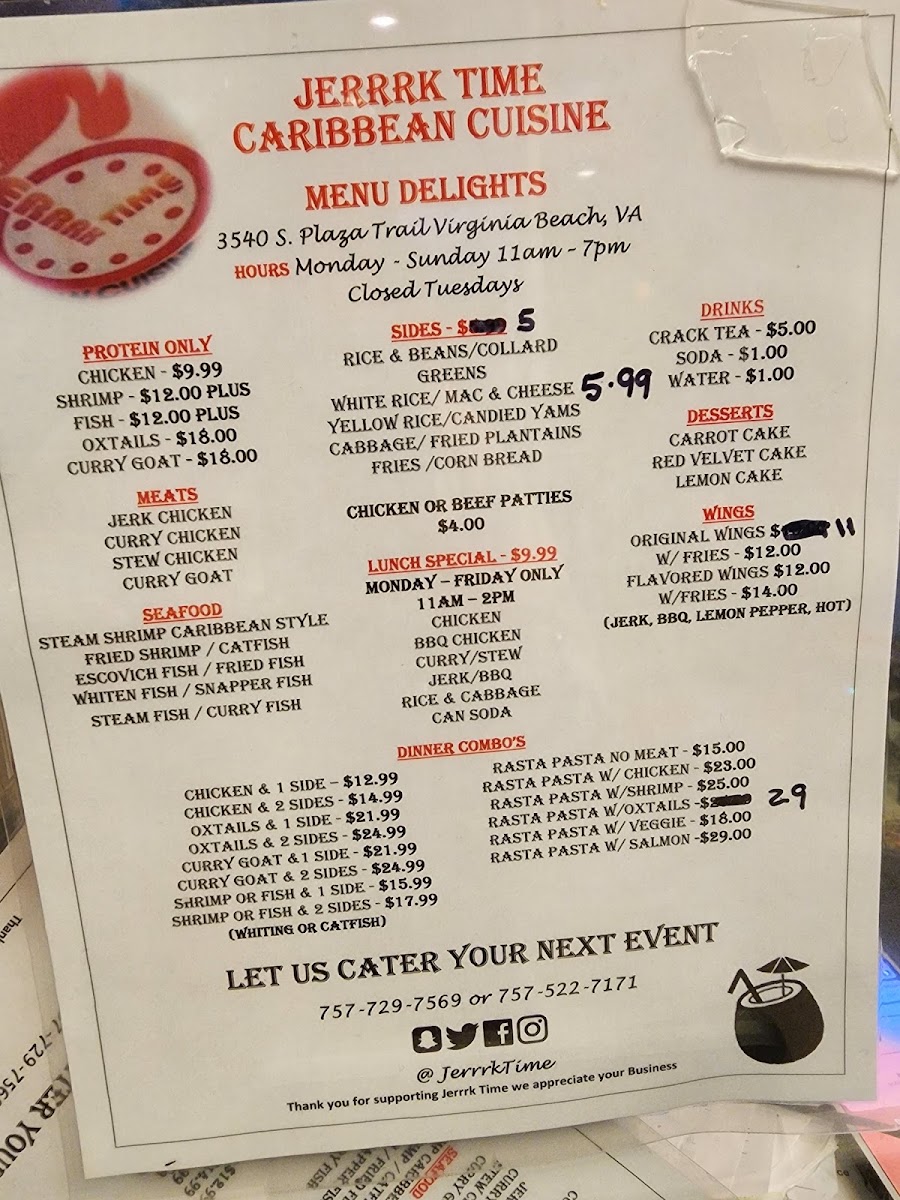 JERRRK TIME
CARIBBEAN CUISINE
MENU DELIGHTS
3540 S. Plaza Trail Virginia Beach, VA
HOURS Monday - Sunday 11am - 7pm
Closed Tuesdays
PROTEIN ONLY
CHICKEN - $9.99
SHRIMP - $12.00 PLUS
FISH - $12.00 PLUS
OXTAILS - $18.00
CURRY GOAT - $18.00
MEATS
JERK CHICKEN
CURRY CHICKEN
STEW CHICKEN
CURRY GOAT
SEAFOOD
STEAM SHRIMP CARIBBEAN STYLE
FRIED SHRIMP / CATFISH
ESCOVICH FISH / FRIED FISH
WHITEN FISH / SNAPPER FISH
STEAM FISH / CURRY FISH
SIDES - $ 5
RICE & BEANS/COLLARD
GREENS
WHITE RICE/ MAC & CHEESE 5.99
YELLOW RICE/CANDIED YAMS
CABBAGE/ FRIED PLANTAINS
FRIES /CORN BREAD
CHICKEN OR BEEF PATTIES
$4.00
LUNCH SPECIAL - $9.99
MONDAY – FRIDAY ONLY
11AM – 2PM
CHICKEN
BBQ CHICKEN
CURRY/STEW
JERK/BBQ
RICE & CABBAGE
CAN SODA
DRINKS
CRACK TEA - $5.00
SODA - $1.00
WATER - $1.00
DESSERTS
CARROT CAKE
RED VELVET CAKE
LEMON CAKE
WINGS
ORIGINAL WINGS $ 11
W/ FRIES - $12.00
FLAVORED WINGS $12.00
W/FRIES - $14.00
(JERK, BBQ, LEMON PEPPER, HOT)
DINNER COMBO'S
CHICKEN & 1 SIDE – $12.99
CHICKEN & 2 SIDES - $14.99
OXTAILS & 1 SIDE - $21.99
OXTAILS & 2 SIDES - $24.99
CURRY GOAT & 1 SIDE - $21.99
CURRY GOAT & 2 SIDES - $24.99
SHRIMP OR FISH & 1 SIDE - $15.99
SHRIMP OR FISH & 2 SIDES - $17.99
(WHITING OR CATFISH)
RASTA PASTA NO MEAT - $15.00
RASTA PASTA W/ CHICKEN - $23.00
RASTA PASTA W/SHRIMP - $25.00
RASTA PASTA W/OXTAILS -$2 29
RASTA PASTA W/ VEGGIE - $18.00
RASTA PASTA W/ SALMON -$29.00
LET US CATER YOUR NEXT EVENT
757-729-7569 or 757-522-7171
@ JerrrkTime
Thank you for supporting Jerrrk Time we appreciate your Business